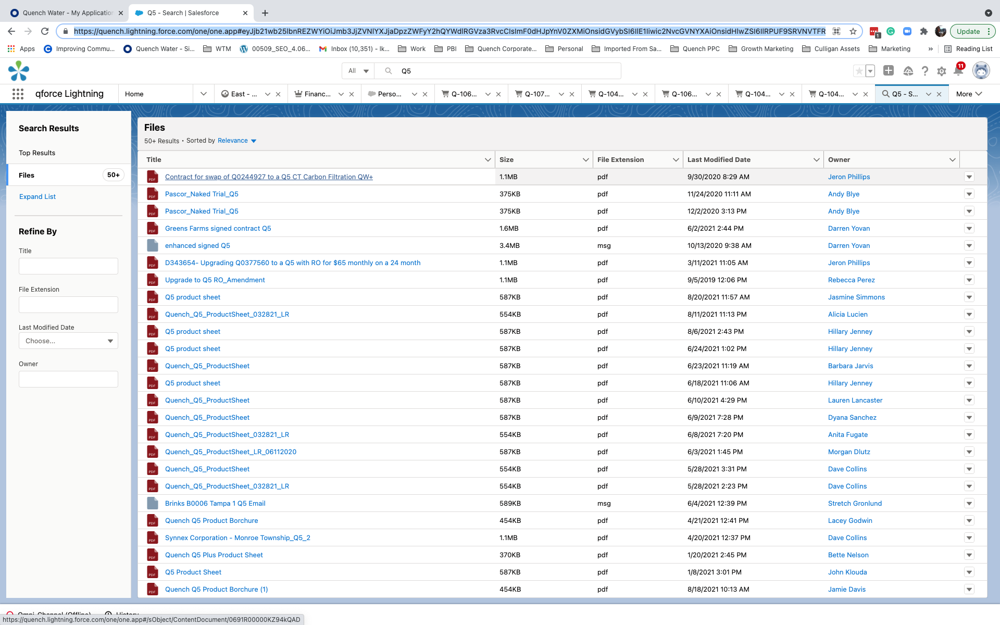 Quench Water - My Application
Q5 - Search | Salesforce
https://quench.lightning.force.com/one/one.app#eyJjb21wb25lbnREZWYiOiJmb3JjZVNlYXJjaDpzZWFyY2hQYWdlRGVza3RvcCIsImF0dHJpYnV0ZXMiOnsidGVybSI6IlE1Iiwic2NvcGVNYXAiOnsidHlwZSI6IlRPUF9SRVNVTFR
1
Update
Apps
Improving Commu...
Quench Water - Si...
WTM
00509_SEO_4.06...
Inbox (10,351) - Ik...
Work
PBI
Quench Corporate...
Personal
Imported From Sa...
Quench PPC
Growth Marketing
Culligan Assets
Marketing
»
Reading List
All
Q5
11
qforce Lightning
Home
East - ...
Financ...
Perso...
Q-106...
Q-107...
Q-104...
Q-106...
Q-104...
Q-104...
Q5 - S...
More
Search Results
Top Results
Files
50+
Expand List
Refine By
Title
File Extension
Last Modified Date
Choose...
Owner
Files
50+ Results • Sorted by Relevance
Title Size File Extension Last Modified Date Owner
Contract for swap of Q0244927 to a Q5 CT Carbon Filtration QW+ 1.1MB pdf 9/30/2020 8:29 AM Jeron Phillips
Pascor_Naked Trial_Q5 375KB pdf 11/24/2020 11:11 AM Andy Blye
Pascor_Naked Trial_Q5 375KB pdf 12/2/2020 3:13 PM Andy Blye
Greens Farms signed contract Q5 1.6MB pdf 6/2/2021 2:44 PM Darren Yovan
enhanced signed Q5 3.4MB msg 10/13/2020 9:38 AM Darren Yovan
D343654- Upgrading Q0377560 to a Q5 with RO for $65 monthly on a 24 month 1.1MB pdf 3/11/2021 11:05 AM Jeron Phillips
Upgrade to Q5 RO_Amendment 1.1MB pdf 9/5/2019 12:06 PM Rebecca Perez
Q5 product sheet 587KB pdf 8/20/2021 11:57 AM Jasmine Simmons
Quench_Q5_ProductSheet_032821_LR 554KB pdf 8/11/2021 11:13 PM Alicia Lucien
Q5 product sheet 587KB pdf 8/6/2021 2:43 PM Hillary Jenney
Q5 product sheet 587KB pdf 6/24/2021 1:02 PM Hillary Jenney
Quench_Q5_ProductSheet 587KB pdf 6/23/2021 11:19 AM Barbara Jarvis
Q5 product sheet 587KB pdf 6/18/2021 11:06 AM Hillary Jenney
Quench_Q5_ProductSheet 587KB pdf 6/10/2021 4:29 PM Lauren Lancaster
Quench_Q5_ProductSheet 587KB pdf 6/9/2021 7:28 PM Dyana Sanchez
Quench_Q5_ProductSheet_032821_LR 554KB pdf 6/8/2021 7:20 PM Anita Fugate
Quench_Q5_ProductSheet_LR_06112020 587KB pdf 6/3/2021 1:45 PM Morgan Dlutz
Quench_Q5_ProductSheet 554KB pdf 5/28/2021 3:31 PM Dave Collins
Quench_Q5_ProductSheet_032821_LR 554KB pdf 5/28/2021 2:23 PM Dave Collins
Brinks B0006 Tampa 1 Q5 Email 589KB msg 6/4/2021 12:39 PM Stretch Gronlund
Quench Q5 Product Borchure 454KB pdf 4/21/2021 12:41 PM Lacey Godwin
Synnex Corporation - Monroe Township_Q5_2 1.1MB pdf 4/20/2021 12:37 PM Dave Collins
Quench Q5 Plus Product Sheet 370KB pdf 1/20/2021 2:45 PM Bette Nelson
Q5 Product Sheet 587KB pdf 1/8/2021 3:01 PM John Klouda
Quench Q5 Product Borchure (1) 454KB pdf 8/18/2021 10:13 AM Jamie Davis
Omni-Channel (Offline)
History
https://quench.lightning.force.com/one/one.app#/sObject/ContentDocument/0691R00000KZ94kQAD